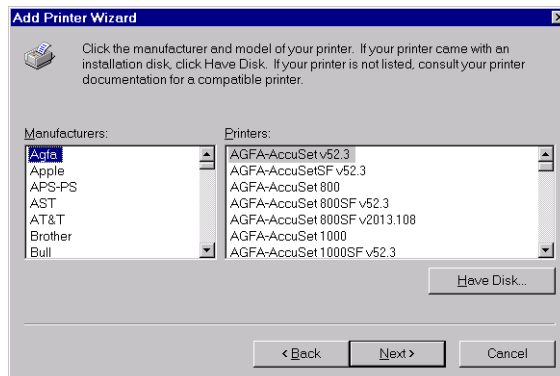 Add Printer Wizard
Click the manufacturer and model of your printer. If your printer came with an
installation disk, click Have Disk. If your printer is not listed, consult your printer
documentation for a compatible printer.
Manufacturers:
Printers:
Agfa
Apple
APS-PS
AST
AT&T
Brother
Bull
AGFA-AccuSet v52.3
AGFA-AccuSetSF v52.3
AGFA-AccuSet 800
AGFA-AccuSet 800SF v52.3
AGFA-AccuSet 800SF v2013.108
AGFA-AccuSet 1000
AGFA-AccuSet 1000SF v52.3
Have Disk...
< Back
Next >
Cancel